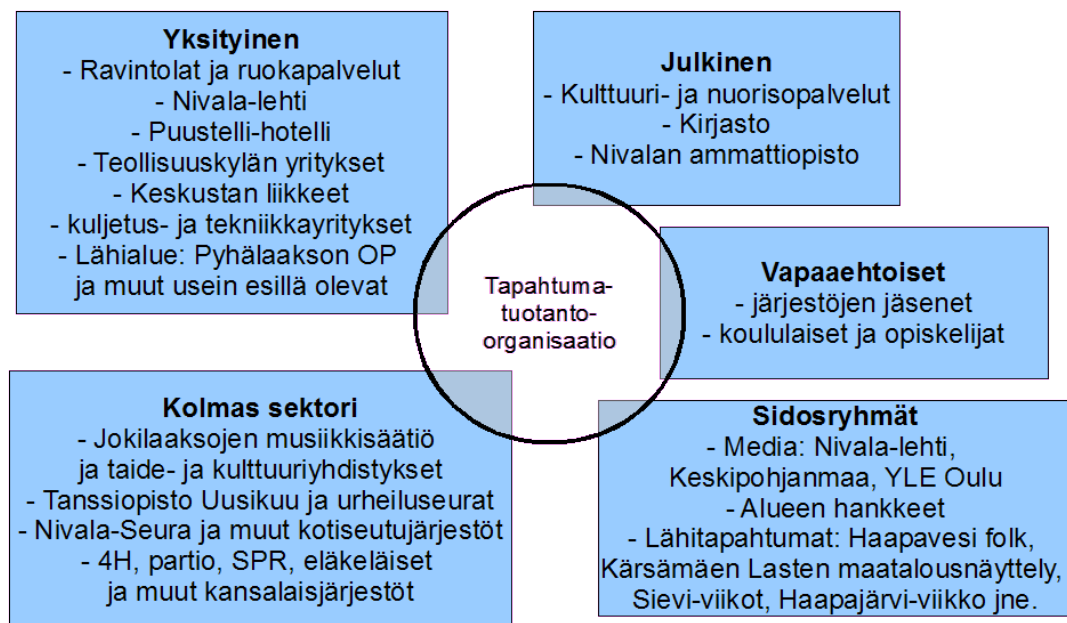 Yksityinen
- Ravintolat ja ruokapalvelut
- Nivala-lehti
- Puustelli-hotelli
- Teollisuuskylän yritykset
- Keskustan liikkeet
- kuljetus- ja tekniikkayritykset
- Lähialue: Pyhälaakson OP
ja muut usein esillä olevat
Julkinen
- Kulttuuri- ja nuorisopalvelut
- Kirjasto
- Nivalan ammattiopisto
Tapahtuma-
tuotanto-
organisaatio
Vapaaehtoiset
- järjestöjen jäsenet
- koululaiset ja opiskelijat
Kolmas sektori
- Jokilaaksojen musiikkisäätiö
ja taide- ja kulttuuriyhdistykset
- Tanssiopisto Uusikuu ja urheiluseurat
- Nivala-Seura ja muut kotiseutujärjestöt
- 4H, partio, SPR, eläkeläiset
ja muut kansalaisjärjestöt
Sidosryhmät
- Media: Nivala-lehti,
Keskipohjanmaa, YLE Oulu
- Alueen hankkeet
- Lähitapahtumat: Haapavesi folk,
Kärsämäen Lasten maatalousnäyttely,
Sievi-viikot, Haapajärvi-viikko jne.